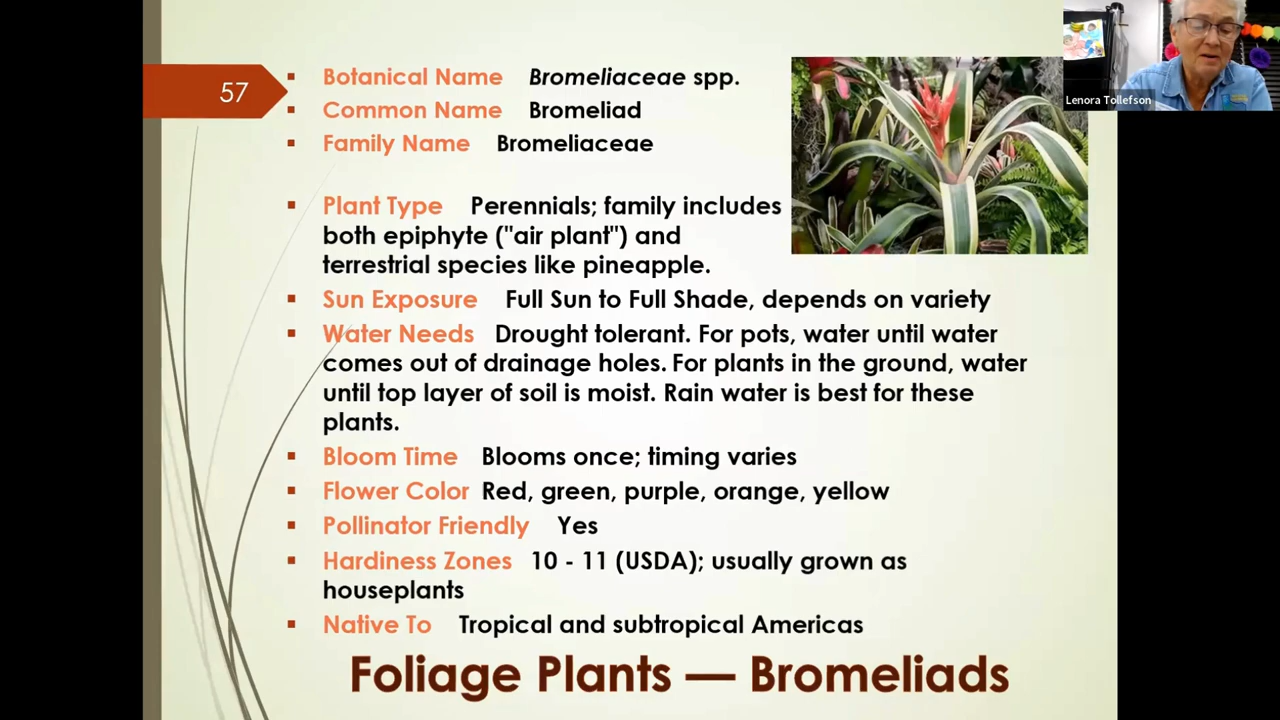 57
Botanical Name Bromeliaceae spp.
Common Name Bromeliad
Family Name Bromeliaceae
Plant Type Perennials; family includes
both epiphyte ("air plant") and
terrestrial species like pineapple.
Sun Exposure Full Sun to Full Shade, depends on variety
Water Needs Drought tolerant. For pots, water until water
comes out of drainage holes. For plants in the ground, water
until top layer of soil is moist. Rain water is best for these
plants.
Bloom Time Blooms once; timing varies
Flower Color Red, green, purple, orange, yellow
Pollinator Friendly Yes
Hardiness Zones 10 - 11 (USDA); usually grown as
houseplants
Native To Tropical and subtropical Americas
Foliage Plants — Bromeliads
Lenora Tollefson